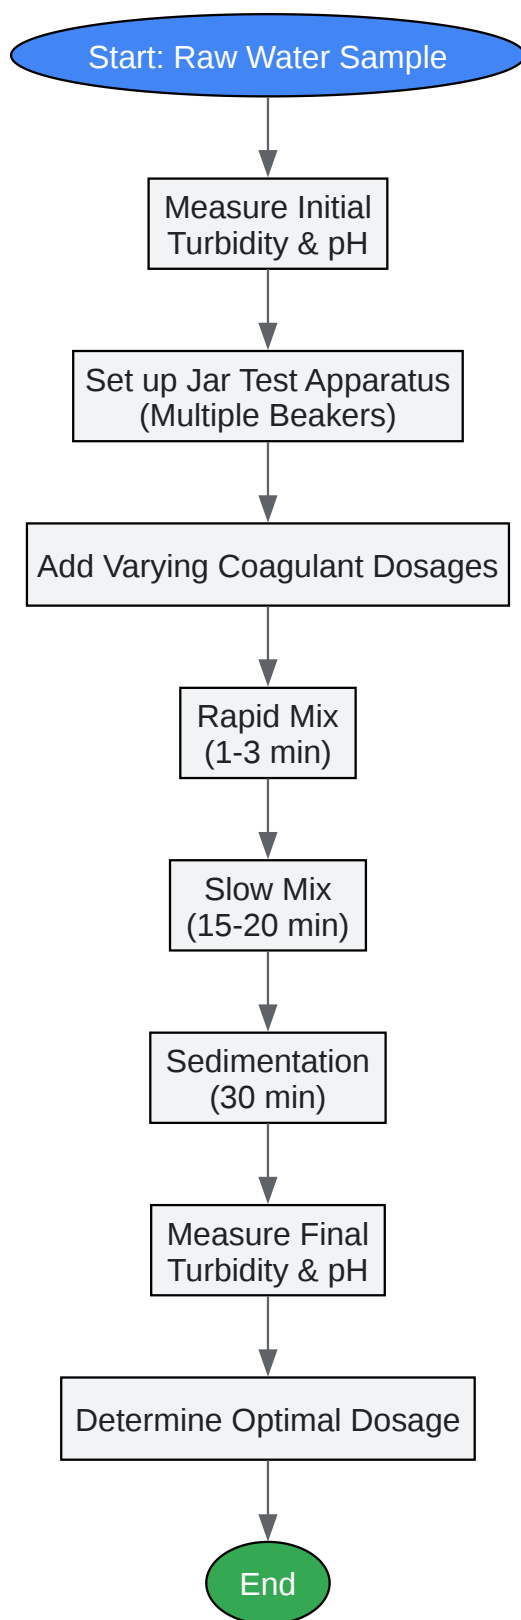 Start: Raw Water Sample
Measure Initial
Turbidity & pH
Set up Jar Test Apparatus
(Multiple Beakers)
Add Varying Coagulant Dosages
Rapid Mix
(1-3 min)
Slow Mix
(15-20 min)
Sedimentation
(30 min)
Measure Final
Turbidity & pH
Determine Optimal Dosage
End